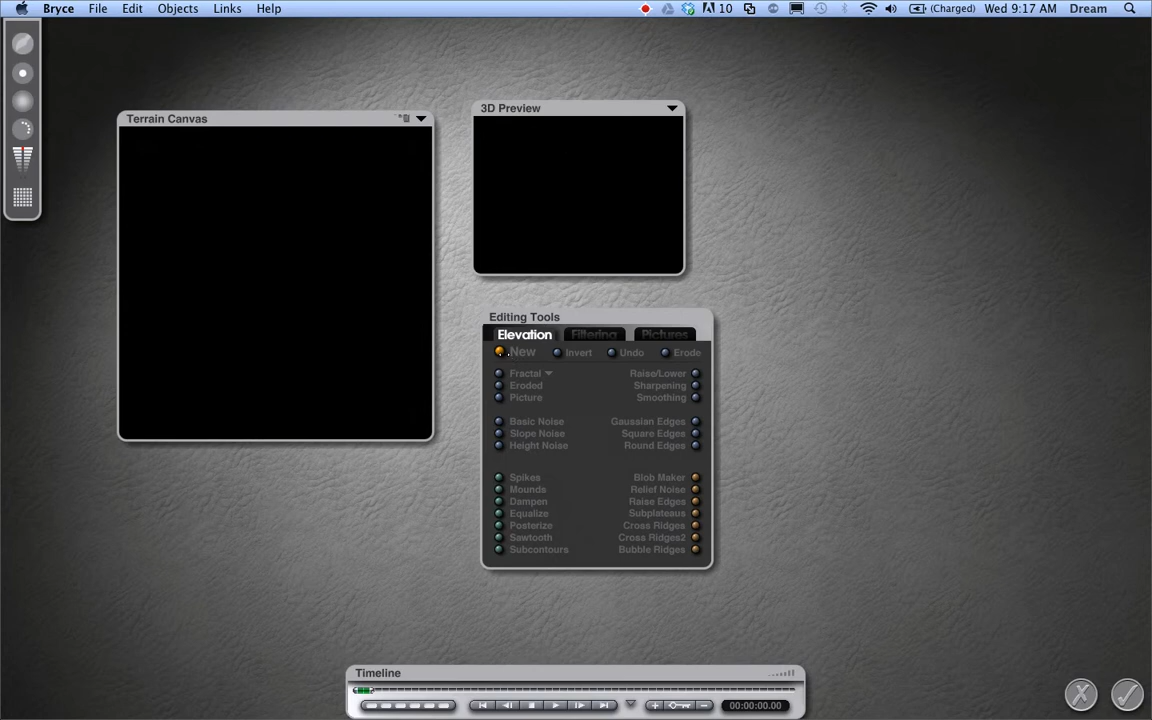 Bryce File Edit Objects Links Help 10 (Charged) Wed 9:17 AM Dream
Terrain Canvas
3D Preview
Editing Tools
Elevation Filtering Pictures
New Invert Undo Erode
Fractal Raise/Lower
Eroded Sharpening
Picture Smoothing
Basic Noise Gaussian Edges
Slope Noise Square Edges
Height Noise Round Edges
Spikes Blob Maker
Mounds Relief Noise
Dampen Raise Edges
Equalize Subplateaus
Posterize Cross Ridges
Sawtooth Cross Ridges2
Subcontours Bubble Ridges
Timeline
00:00:00.00